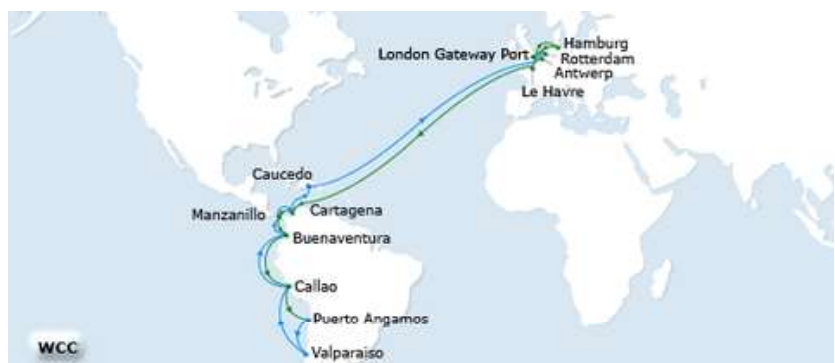 Hamburg
London Gateway Port
Rotterdam
Antwerp
Le Havre
Caucedo
Manzanillo
Cartagena
Buenaventura
Callao
Puerto Angamos
WCC
Valparaiso